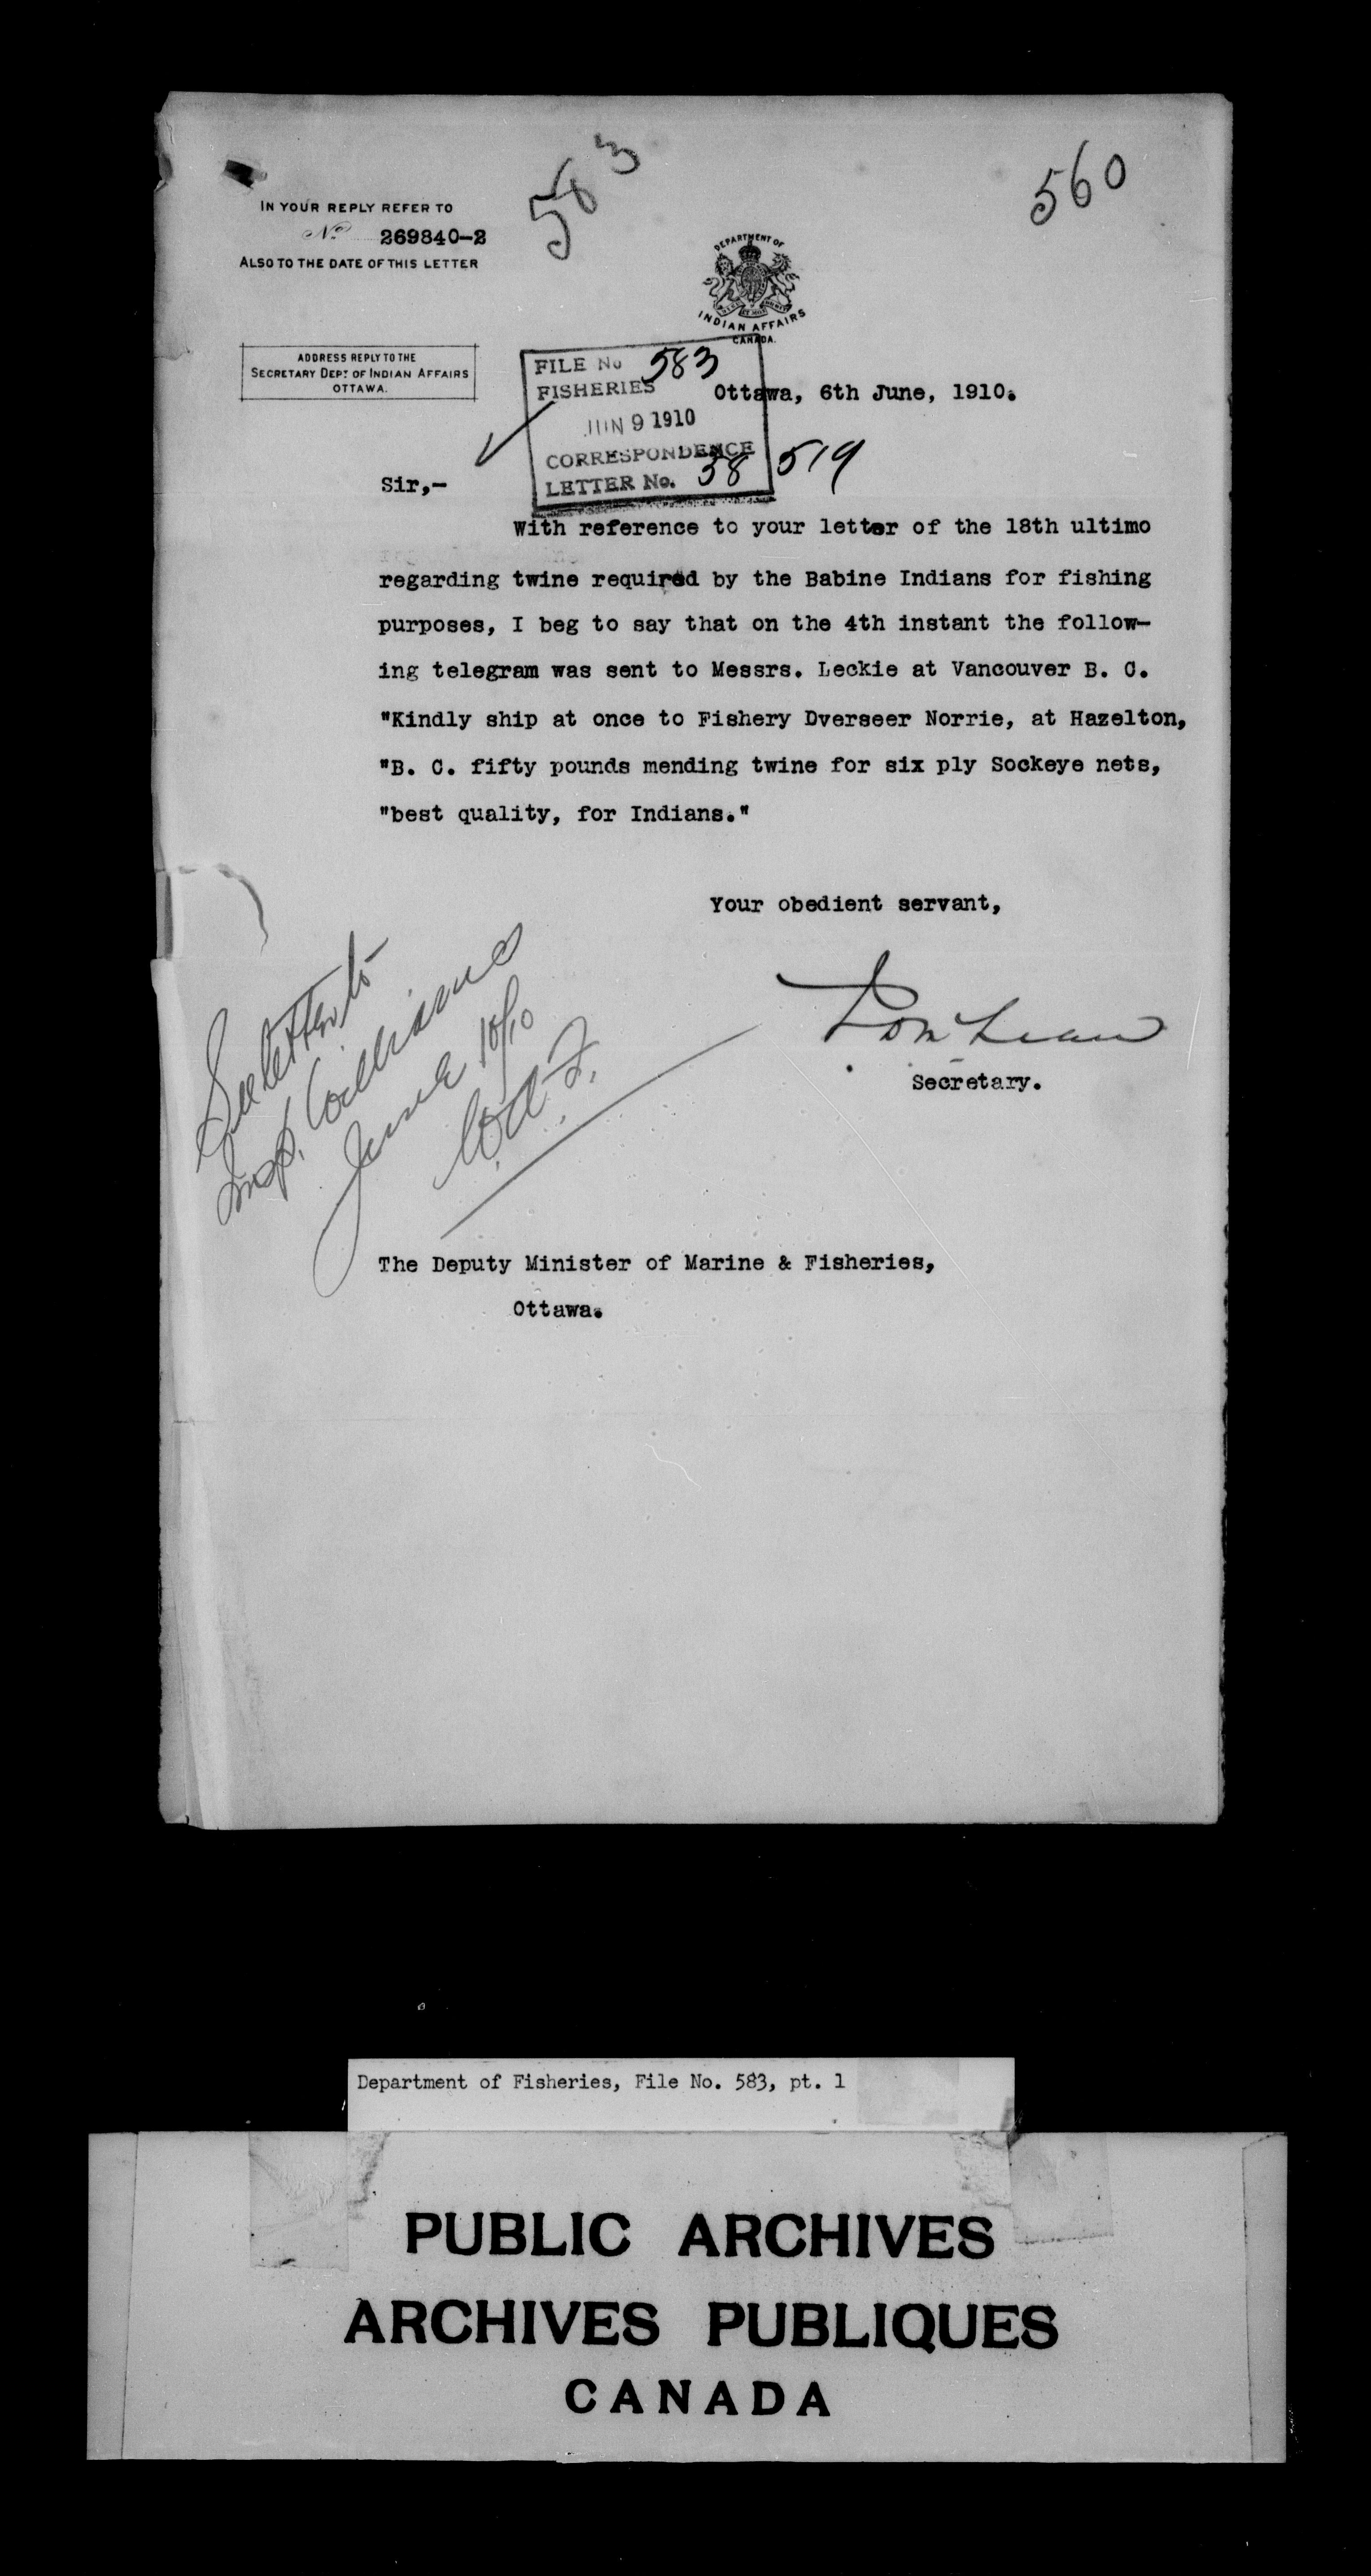 583
560
IN YOUR REPLY REFER TO
No 269840-2
ALSO TO THE DATE OF THIS LETTER
DEPARTMENT OF
INDIAN AFFAIRS
CANADA.
ADDRESS REPLY TO THE
SECRETARY DEPT OF INDIAN AFFAIRS
OTTAWA.
FILE No 583
FISHERIES
JUN 9 1910
CORRESPONDENCE
LETTER No. 38519
Ottawa, 6th June, 1910.
Sir,-
With reference to your letter of the 18th ultimo
regarding twine required by the Babine Indians for fishing
purposes, I beg to say that on the 4th instant the follow-
ing telegram was sent to Messrs. Leckie at Vancouver B. C.
"Kindly ship at once to Fishery Dverseer Norrie, at Hazelton,
"B. C. fifty pounds mending twine for six ply Sockeye nets,
"best quality, for Indians."
Your obedient servant,
Secretary.
See letter to
Insp. Williams
June 10/10
The Deputy Minister of Marine & Fisheries,
Ottawa.
Department of Fisheries, File No. 583, pt. 1
PUBLIC ARCHIVES
ARCHIVES PUBLIQUES
CANADA